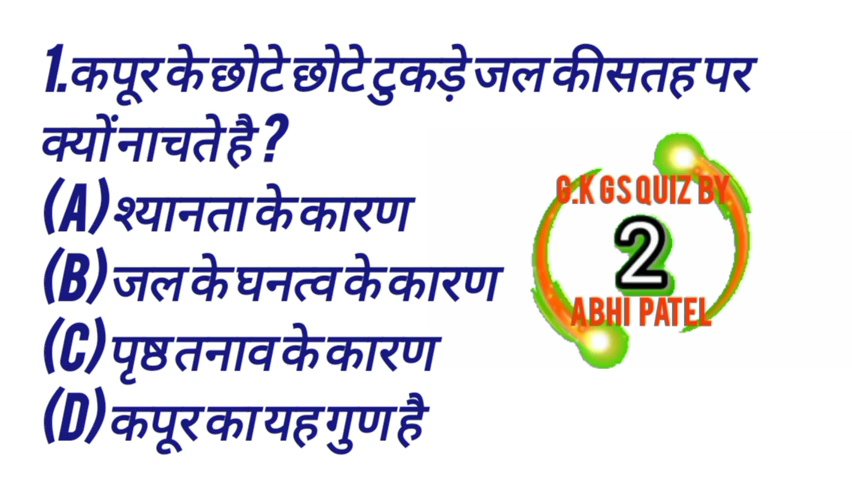 1.कपूर के छोटे छोटे टुकड़े जल की सतह पर
क्यों नाचते है ?
(A) श्यानता के कारण
(B) जल के घनत्व के कारण
(C) पृष्ठ तनाव के कारण
(D) कपूर का यह गुण है
G.K GS QUIZ BY
2
ABHI PATEL